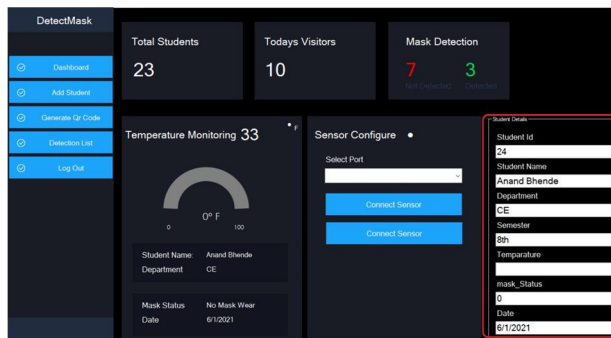 DetectMask
Dashboard
Add Student
Generate Qr Code
Detection List
Log Out
Total Students
23
Todays Visitors
10
Mask Detection
7 3
Not Detected Detected
Temperature Monitoring 33
° F
0° F
0 100
Student Name: Anand Bhende
Department CE
Mask Status No Mask Wear
Date 6/1/2021
Sensor Configure
Select Port
Connect Sensor
Connect Sensor
Student Details
Student Id
24
Student Name
Anand Bhende
Department
CE
Semester
8th
Temparature
mask_Status
0
Date
6/1/2021